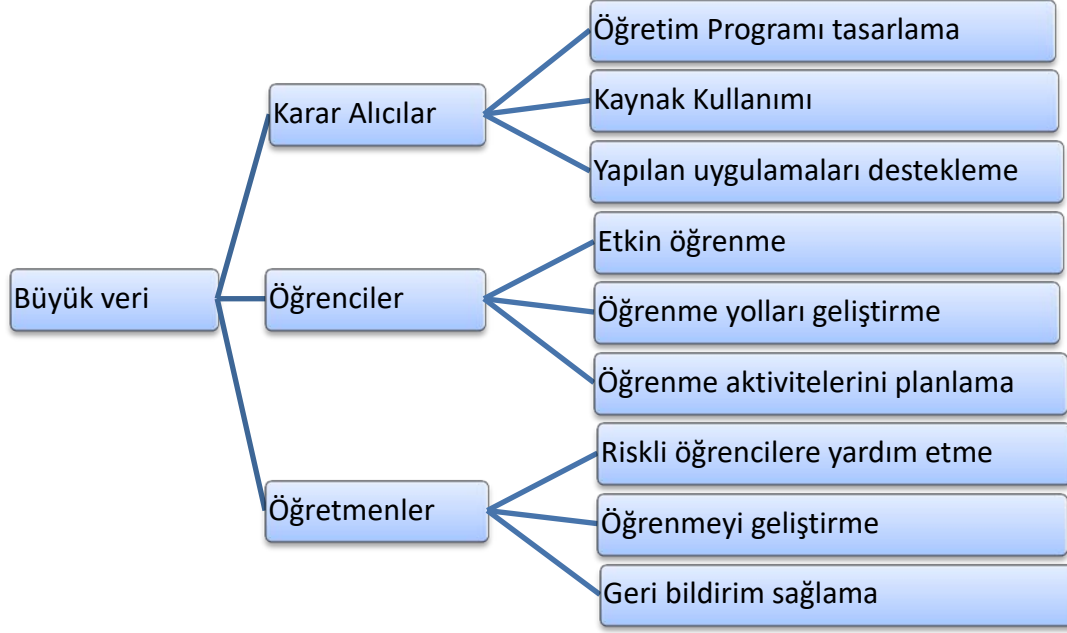 Büyük veri
Karar Alıcılar
Öğretim Programı tasarlama
Kaynak Kullanımı
Yapılan uygulamaları destekleme
Öğrenciler
Etkin öğrenme
Öğrenme yolları geliştirme
Öğrenme aktivitelerini planlama
Öğretmenler
Riskli öğrencilere yardım etme
Öğrenmeyi geliştirme
Geri bildirim sağlama